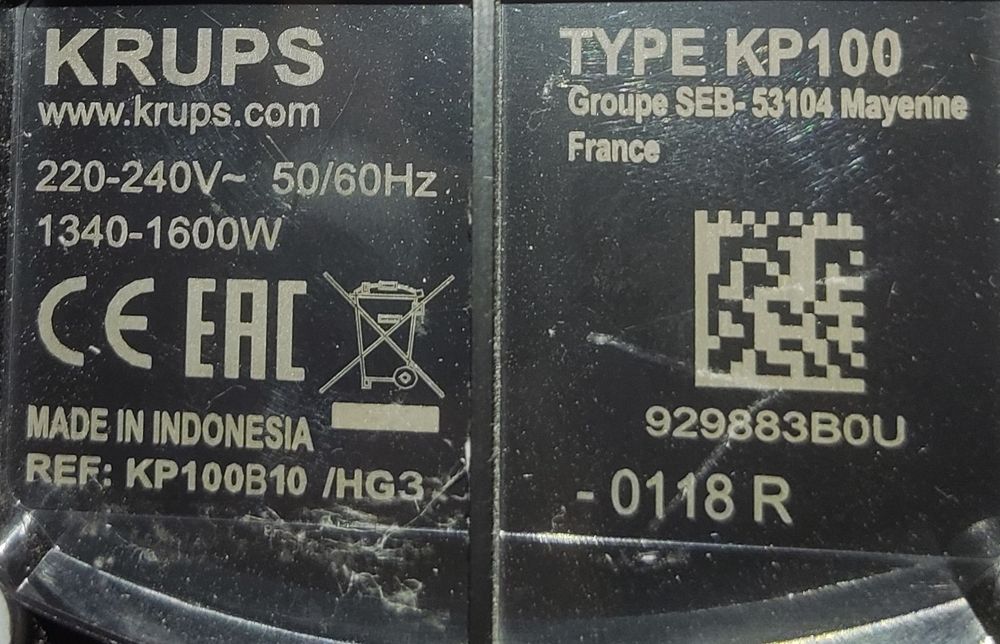 KRUPS
www.krups.com
220-240V~ 50/60Hz
1340-1600W
CE EAC
MADE IN INDONESIA
REF: KP100B10 /HG3
TYPE KP100
Groupe SEB- 53104 Mayenne
France
929883B0U
- 0118 R